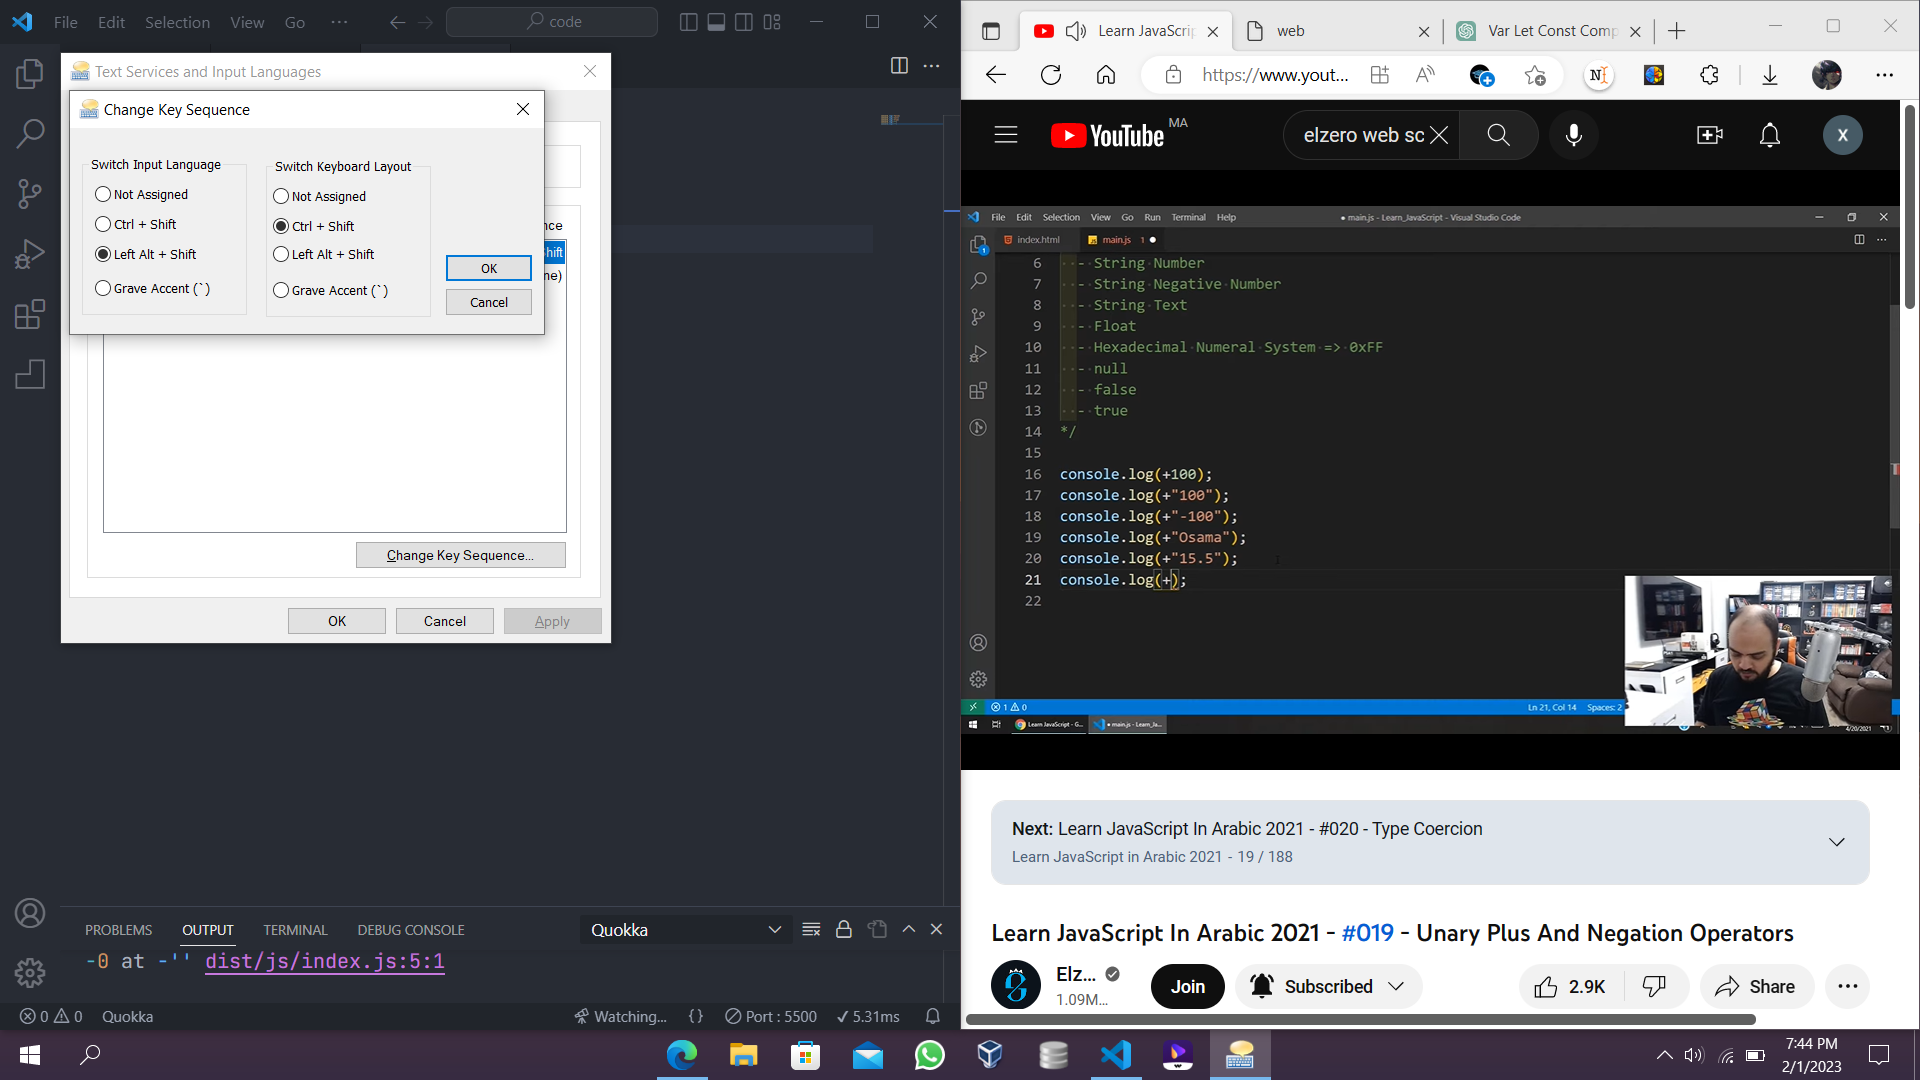 File Edit Selection View Go ··· code
Text Services and Input Languages
Change Key Sequence
Switch Input Language
Not Assigned
Ctrl + Shift
Left Alt + Shift
Grave Accent (`)
Switch Keyboard Layout
Not Assigned
Ctrl + Shift
Left Alt + Shift
Grave Accent (`)
OK
Cancel
Change Key Sequence...
OK Cancel Apply
PROBLEMS OUTPUT TERMINAL DEBUG CONSOLE Quokka
-0 at -'' dist/js/index.js:5:1
0 0 Quokka Watching... {} Port : 5500 5.31ms
web
https://www.yout...
YouTube MA
elzero web sc
X
File Edit Selection View Go Run Terminal Help ● main.js - Learn_JavaScript - Visual Studio Code
index.html main.js 1
6 - String Number
7 - String Negative Number
8 - String Text
9 - Float
10 - Hexadecimal Numeral System => 0xFF
11 - null
12 - false
13 - true
14 */
15
16 console.log(+100);
17 console.log(+"100");
18 console.log(+"-100");
19 console.log(+"Osama");
20 console.log(+"15.5");
21 console.log(+);
22
1 0 Ln 21, Col 14 Spaces: 2
Learn JavaScript - G... ● main.js - Learn_Ja...
4/20/2021
Next: Learn JavaScript In Arabic 2021 - #020 - Type Coercion
Learn JavaScript in Arabic 2021 - 19 / 188
Learn JavaScript In Arabic 2021 - #019 - Unary Plus And Negation Operators
Elz...
1.09M...
Join Subscribed 2.9K Share
7:44 PM
2/1/2023